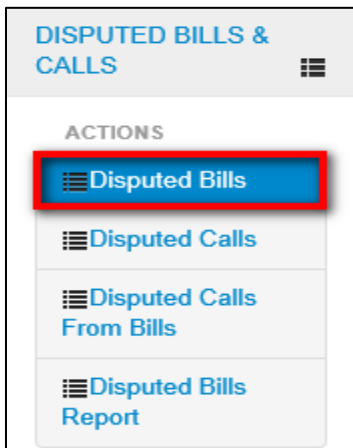 DISPUTED BILLS &
CALLS
ACTIONS
Disputed Bills
Disputed Calls
Disputed Calls
From Bills
Disputed Bills
Report